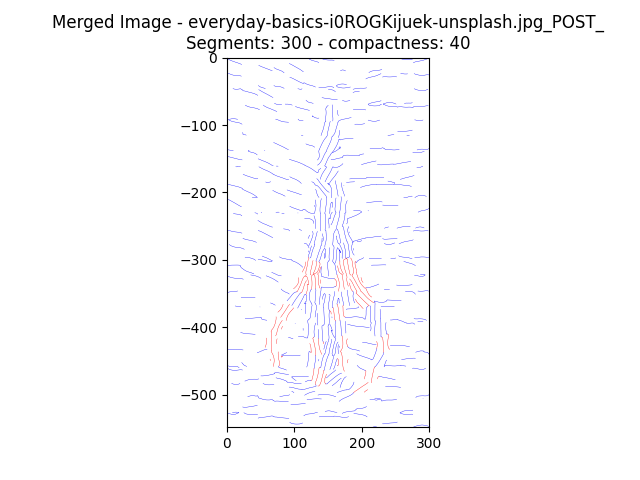 Merged Image - everyday-basics-i0ROGKijuek-unsplash.jpg_POST_
Segments: 300 - compactness: 40
0
−100
−200
−300
−400
−500
0 100 200 300